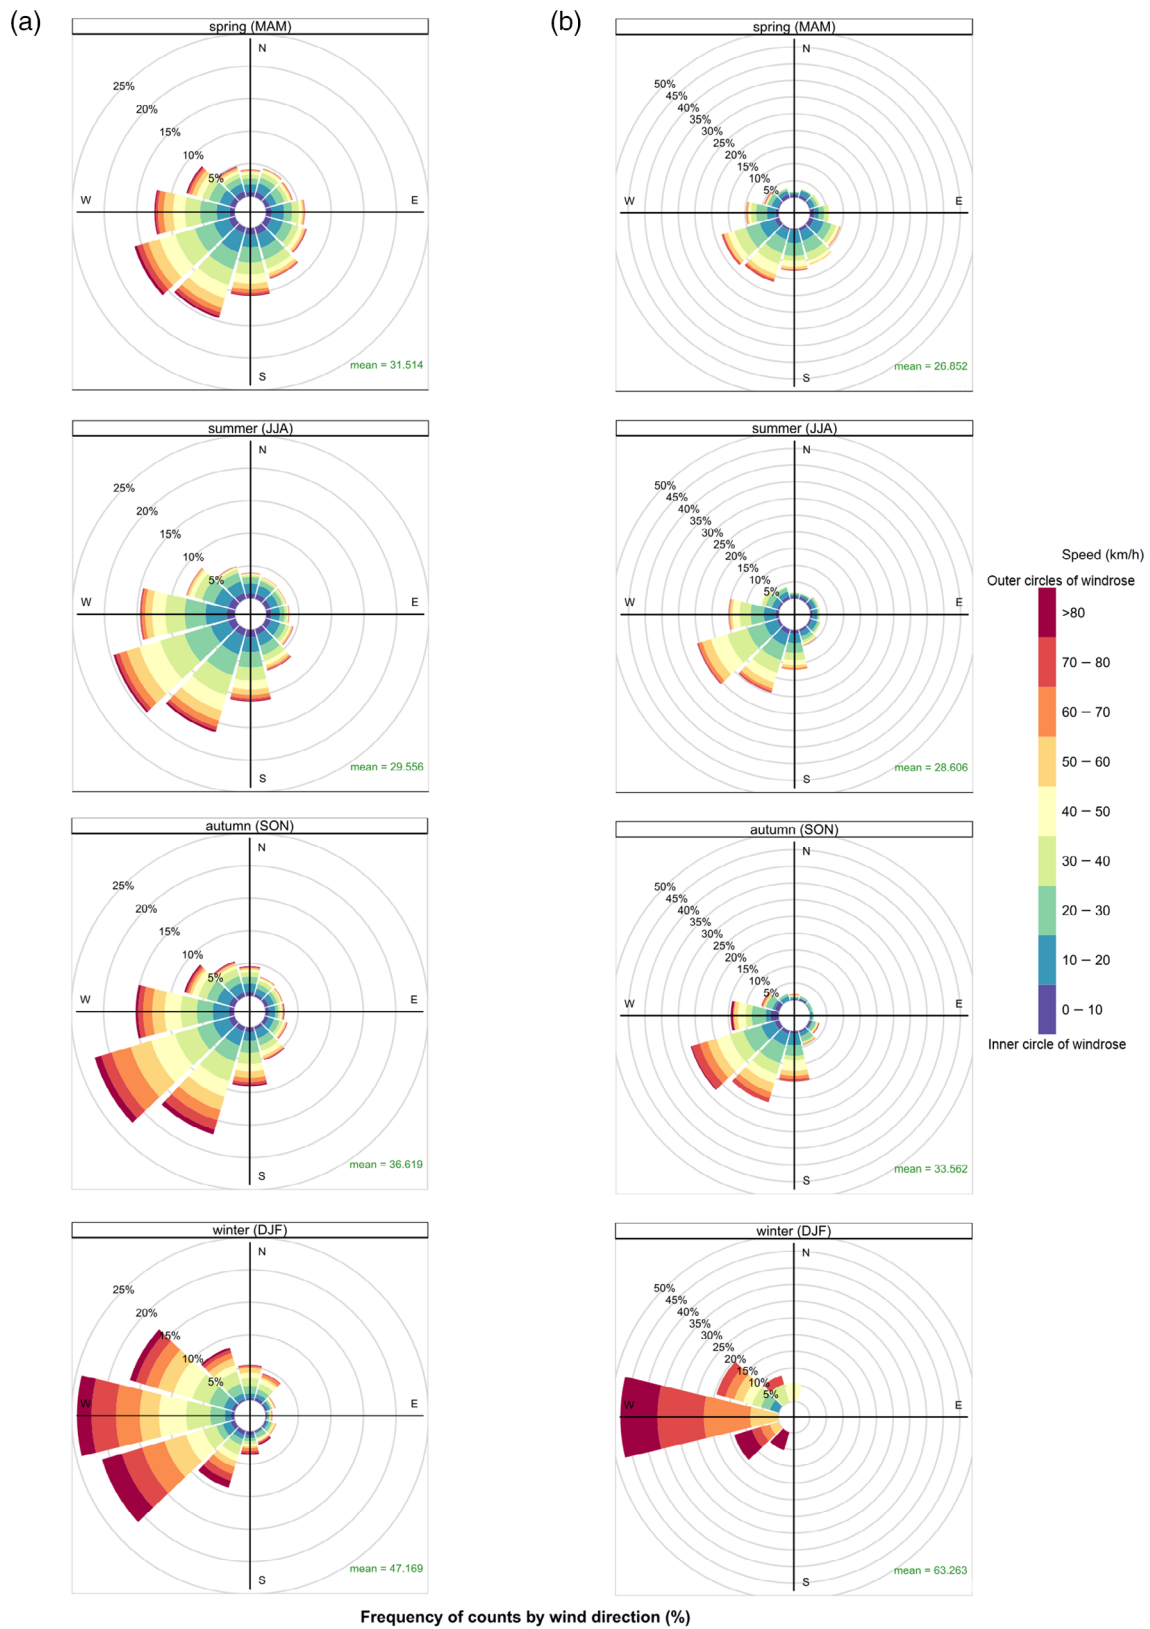 (a)
spring (MAM)
N
25%
20%
15%
10%
5%
W
E
S
mean = 31.514
(b)
spring (MAM)
N
50%
45%
40%
35%
30%
25%
20%
15%
10%
5%
W
E
S
mean = 26.852
summer (JJA)
N
25%
20%
15%
10%
5%
W
E
S
mean = 29.556
summer (JJA)
N
50%
45%
40%
35%
30%
25%
20%
15%
10%
5%
W
E
S
mean = 28.606
autumn (SON)
N
25%
20%
15%
10%
5%
W
E
S
mean = 36.619
autumn (SON)
N
50%
45%
40%
35%
30%
25%
20%
15%
10%
5%
W
E
S
mean = 33.562
winter (DJF)
N
25%
20%
15%
10%
5%
W
E
S
mean = 47.169
winter (DJF)
N
50%
45%
40%
35%
30%
25%
20%
15%
10%
5%
W
E
S
mean = 63.263
Speed (km/h)
Outer circles of windrose
>80
70 – 80
60 – 70
50 – 60
40 – 50
30 – 40
20 – 30
10 – 20
0 – 10
Inner circle of windrose
Frequency of counts by wind direction (%)